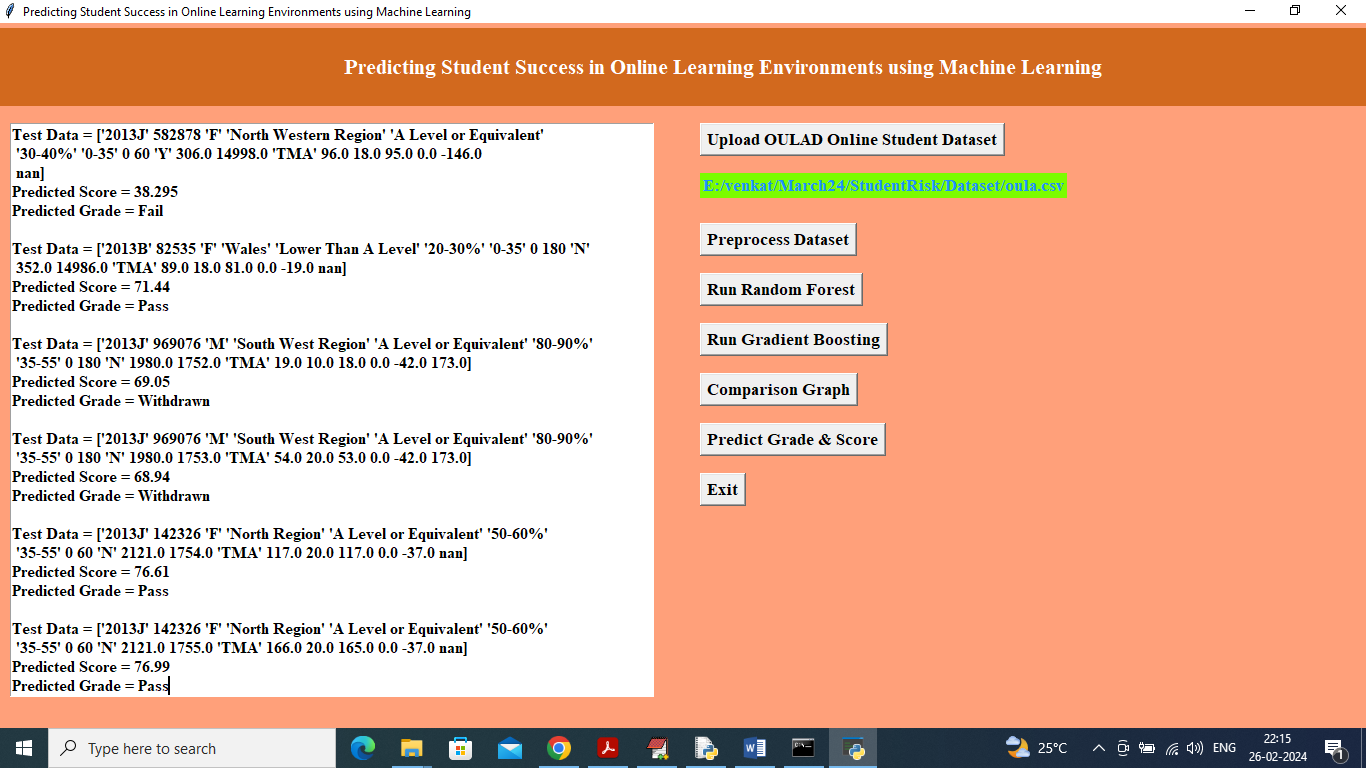 Predicting Student Success in Online Learning Environments using Machine Learning
Predicting Student Success in Online Learning Environments using Machine Learning
Test Data = ['2013J' 582878 'F' 'North Western Region' 'A Level or Equivalent'
'30-40%' '0-35' 0 60 'Y' 306.0 14998.0 'TMA' 96.0 18.0 95.0 0.0 -146.0
nan]
Predicted Score = 38.295
Predicted Grade = Fail
Test Data = ['2013B' 82535 'F' 'Wales' 'Lower Than A Level' '20-30%' '0-35' 0 180 'N'
352.0 14986.0 'TMA' 89.0 18.0 81.0 0.0 -19.0 nan]
Predicted Score = 71.44
Predicted Grade = Pass
Test Data = ['2013J' 969076 'M' 'South West Region' 'A Level or Equivalent' '80-90%'
'35-55' 0 180 'N' 1980.0 1752.0 'TMA' 19.0 10.0 18.0 0.0 -42.0 173.0]
Predicted Score = 69.05
Predicted Grade = Withdrawn
Test Data = ['2013J' 969076 'M' 'South West Region' 'A Level or Equivalent' '80-90%'
'35-55' 0 180 'N' 1980.0 1753.0 'TMA' 54.0 20.0 53.0 0.0 -42.0 173.0]
Predicted Score = 68.94
Predicted Grade = Withdrawn
Test Data = ['2013J' 142326 'F' 'North Region' 'A Level or Equivalent' '50-60%'
'35-55' 0 60 'N' 2121.0 1754.0 'TMA' 117.0 20.0 117.0 0.0 -37.0 nan]
Predicted Score = 76.61
Predicted Grade = Pass
Test Data = ['2013J' 142326 'F' 'North Region' 'A Level or Equivalent' '50-60%'
'35-55' 0 60 'N' 2121.0 1755.0 'TMA' 166.0 20.0 165.0 0.0 -37.0 nan]
Predicted Score = 76.99
Predicted Grade = Pass
Upload OULAD Online Student Dataset
E:/venkat/March24/StudentRisk/Dataset/oula.csv
Preprocess Dataset
Run Random Forest
Run Gradient Boosting
Comparison Graph
Predict Grade & Score
Exit
Type here to search
25°C
ENG
22:15
26-02-2024
1